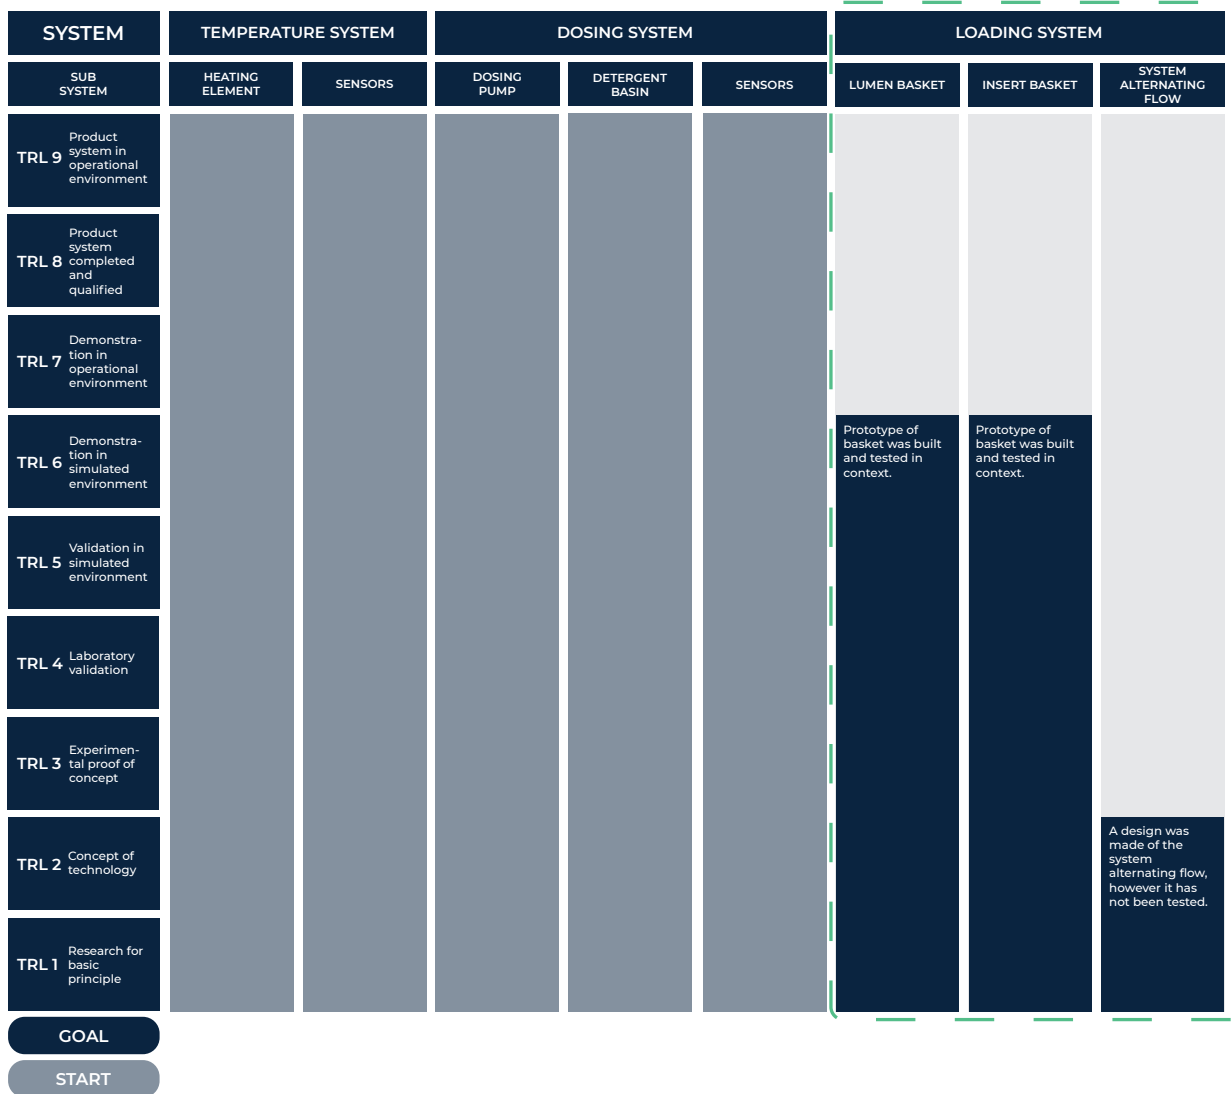 SYSTEM
TEMPERATURE SYSTEM
DOSING SYSTEM
LOADING SYSTEM
SUB
SYSTEM
HEATING
ELEMENT
SENSORS
DOSING
PUMP
DETERGENT
BASIN
SENSORS
LUMEN BASKET
INSERT BASKET
SYSTEM
ALTERNATING
FLOW
TRL 9
Product
system in
operational
environment
TRL 8
Product
system
completed
and
qualified
TRL 7
Demonstra-
tion in
operational
environment
TRL 6
Demonstra-
tion in
simulated
environment
Prototype of
basket was built
and tested in
context.
Prototype of
basket was built
and tested in
context.
TRL 5
Validation in
simulated
environment
TRL 4
Laboratory
validation
TRL 3
Experimen-
tal proof of
concept
TRL 2
Concept of
technology
A design was
made of the
system
alternating flow,
however it has
not been tested.
TRL 1
Research for
basic
principle
GOAL
START